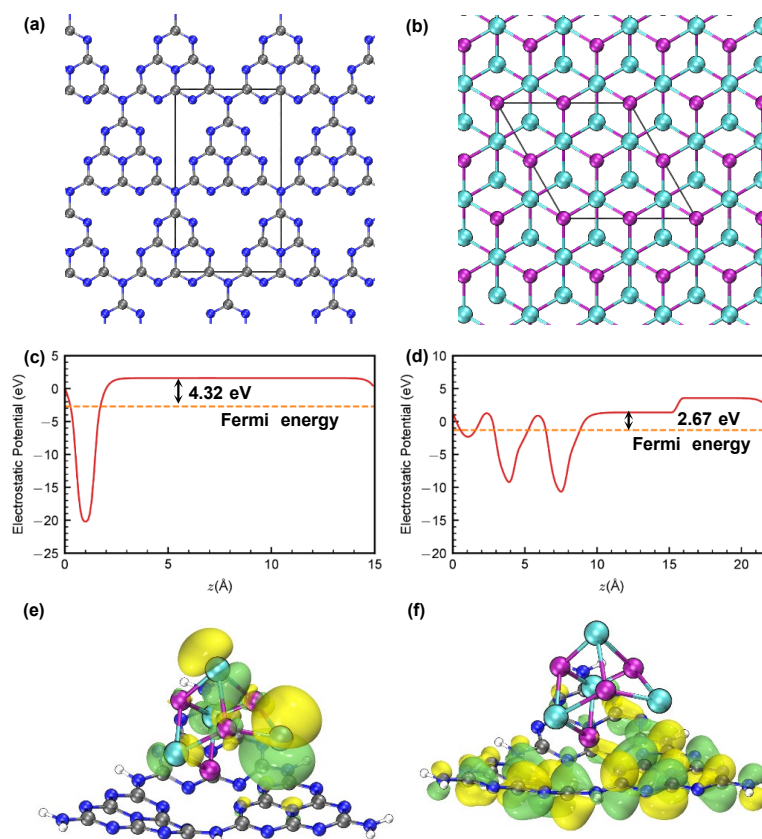 (a)
(b)
(c)
Electrostatic Potential (eV)
5
0
−5
−10
−15
−20
−25
4.32 eV
Fermi energy
0
5
10
15
z(Å)
(d)
Electrostatic Potential (eV)
20
15
10
5
0
−5
−10
−15
−20
2.67 eV
Fermi energy
0
5
10
15
20
z(Å)
(e)
(f)